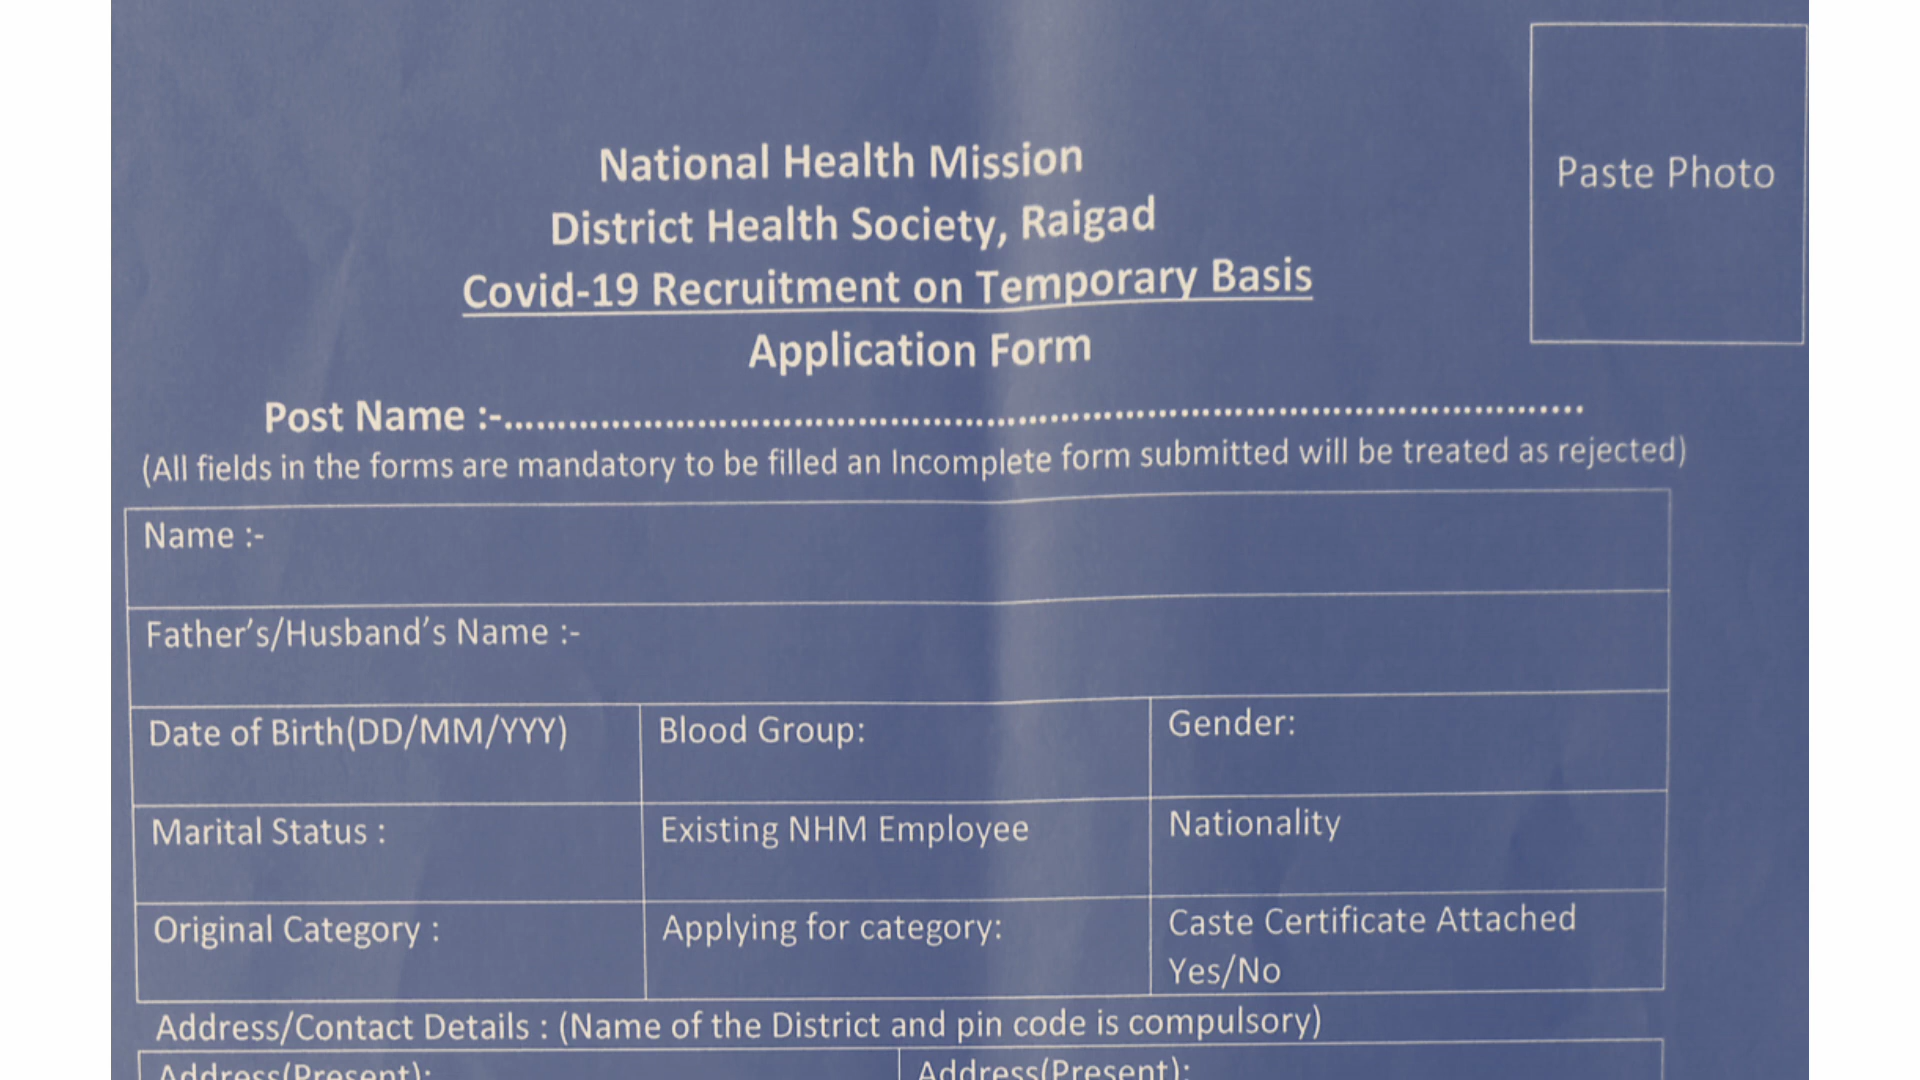 Paste Photo
National Health Mission
District Health Society, Raigad
Covid-19 Recruitment on Temporary Basis
Application Form
Post Name :-..........................................................................................................
(All fields in the forms are mandatory to be filled an Incomplete form submitted will be treated as rejected)
Name :-
Father’s/Husband’s Name :-
Date of Birth(DD/MM/YYY) Blood Group: Gender:
Marital Status : Existing NHM Employee Nationality
Original Category : Applying for category: Caste Certificate Attached
Yes/No
Address/Contact Details : (Name of the District and pin code is compulsory)
Address(Present): Address(Present):